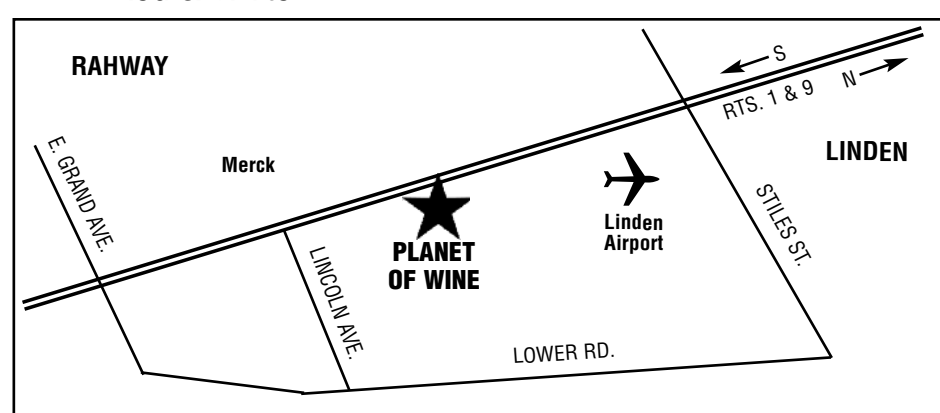 RAHWAY
S
N
RTS. 1 & 9
LINDEN
E. GRAND AVE.
Merck
STILES ST.
Linden
Airport
PLANET
OF WINE
LINCOLN AVE.
LOWER RD.